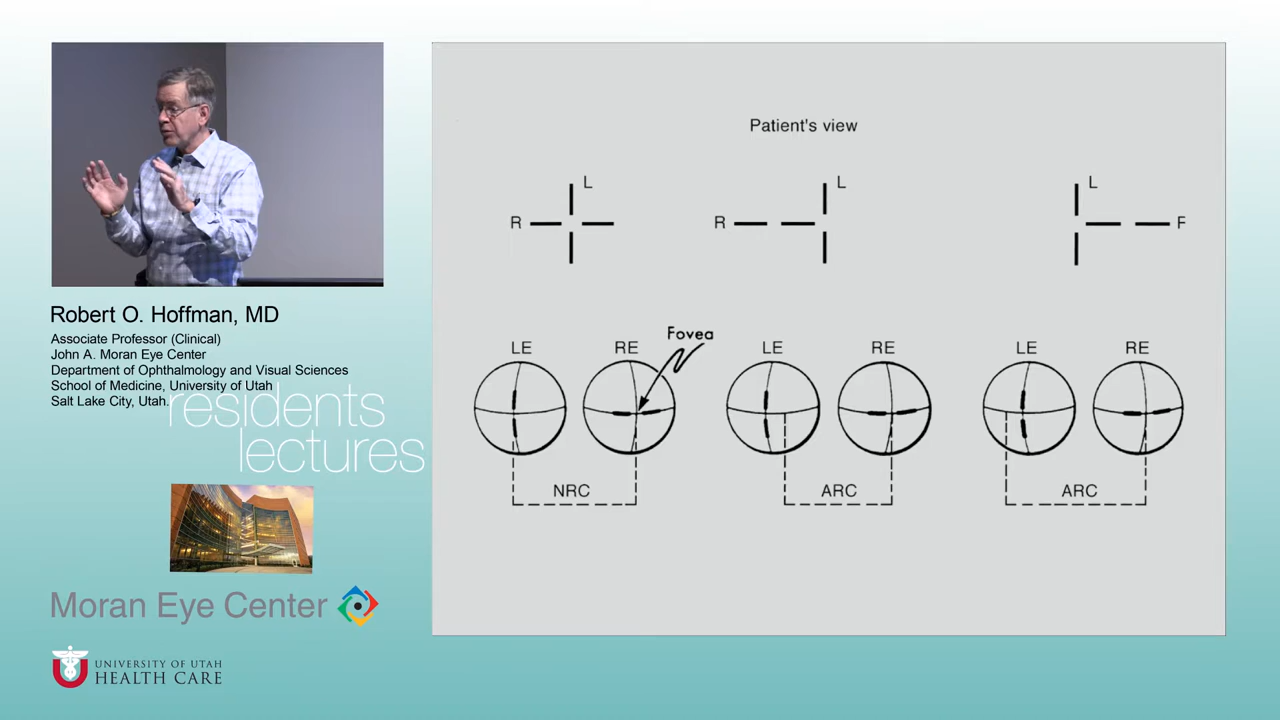 Patient's view
L
L
L
R
R
F
Fovea
LE
RE
LE
RE
LE
RE
NRC
ARC
ARC
Robert O. Hoffman, MD
Associate Professor (Clinical)
John A. Moran Eye Center
Department of Ophthalmology and Visual Sciences
School of Medicine, University of Utah
Salt Lake City, Utah.
residents
lectures
Moran Eye Center
UNIVERSITY OF UTAH
HEALTH CARE